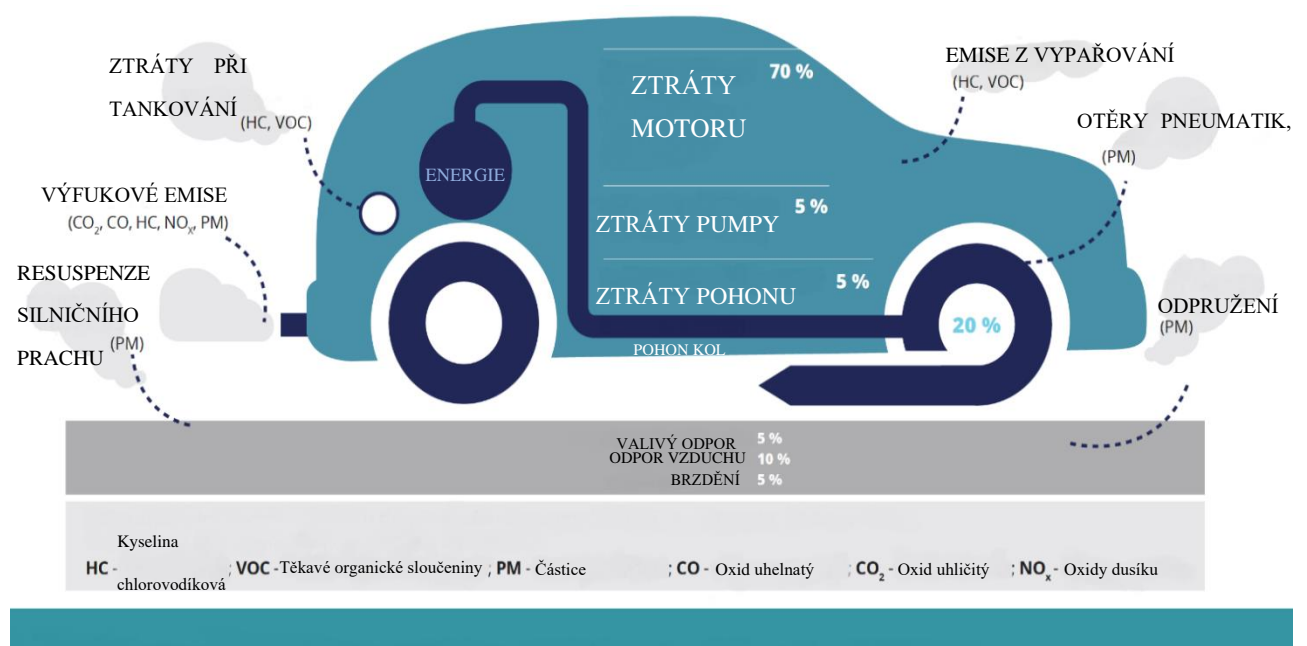 ZTRÁTY PŘI
TANKOVÁNÍ (HC, VOC)
VÝFUKOVÉ EMISE
(CO₂, CO, HC, NOₓ, PM)
RESUSPENZE
SILNIČNÍHO
PRACHU (PM)
ENERGIE
ZTRÁTY
MOTORU
70 %
ZTRÁTY PUMPY
5 %
ZTRÁTY POHONU
5 %
POHON KOL
20 %
EMISE Z VYPAŘOVÁNÍ
(HC, VOC)
OTĚRY PNEUMATIK,
(PM)
ODPRUŽENÍ
(PM)
VALIVÝ ODPOR 5 %
ODPOR VZDUCHU 10 %
BRZDĚNÍ 5 %
HC - Kyselina
chlorovodíková ; VOC - Těkavé organické sloučeniny ; PM - Částice ; CO - Oxid uhelnatý ; CO₂ - Oxid uhličitý ; NOₓ - Oxidy dusíku